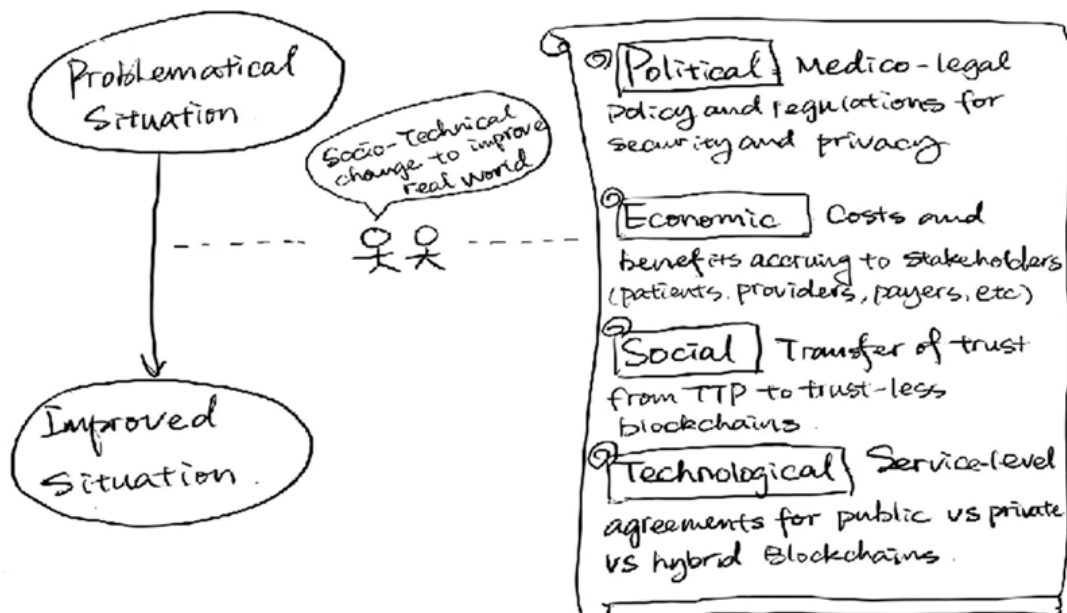 Problematical
Situation
Socio-Technical
change to improve
real world
Improved
Situation.
Political: Medico-legal
policy and regulations for
security and privacy
Economic Costs and
benefits accruing to stakeholders
(patients, providers, payers, etc)
Social Transfer of trust
from TTP to trust-less
blockchains.
Technological Service-level
agreements for public vs private
vs hybrid Blockchains.